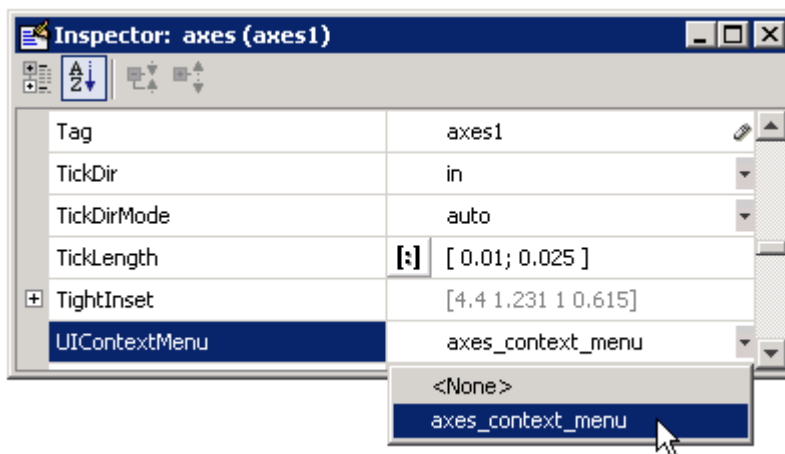 Inspector: axes (axes1)
A Z
Tag axes1
TickDir in
TickDirMode auto
TickLength [:] [ 0.01; 0.025 ]
TightInset [4.4 1.231 1 0.615]
UIContextMenu axes_context_menu
<None>
axes_context_menu